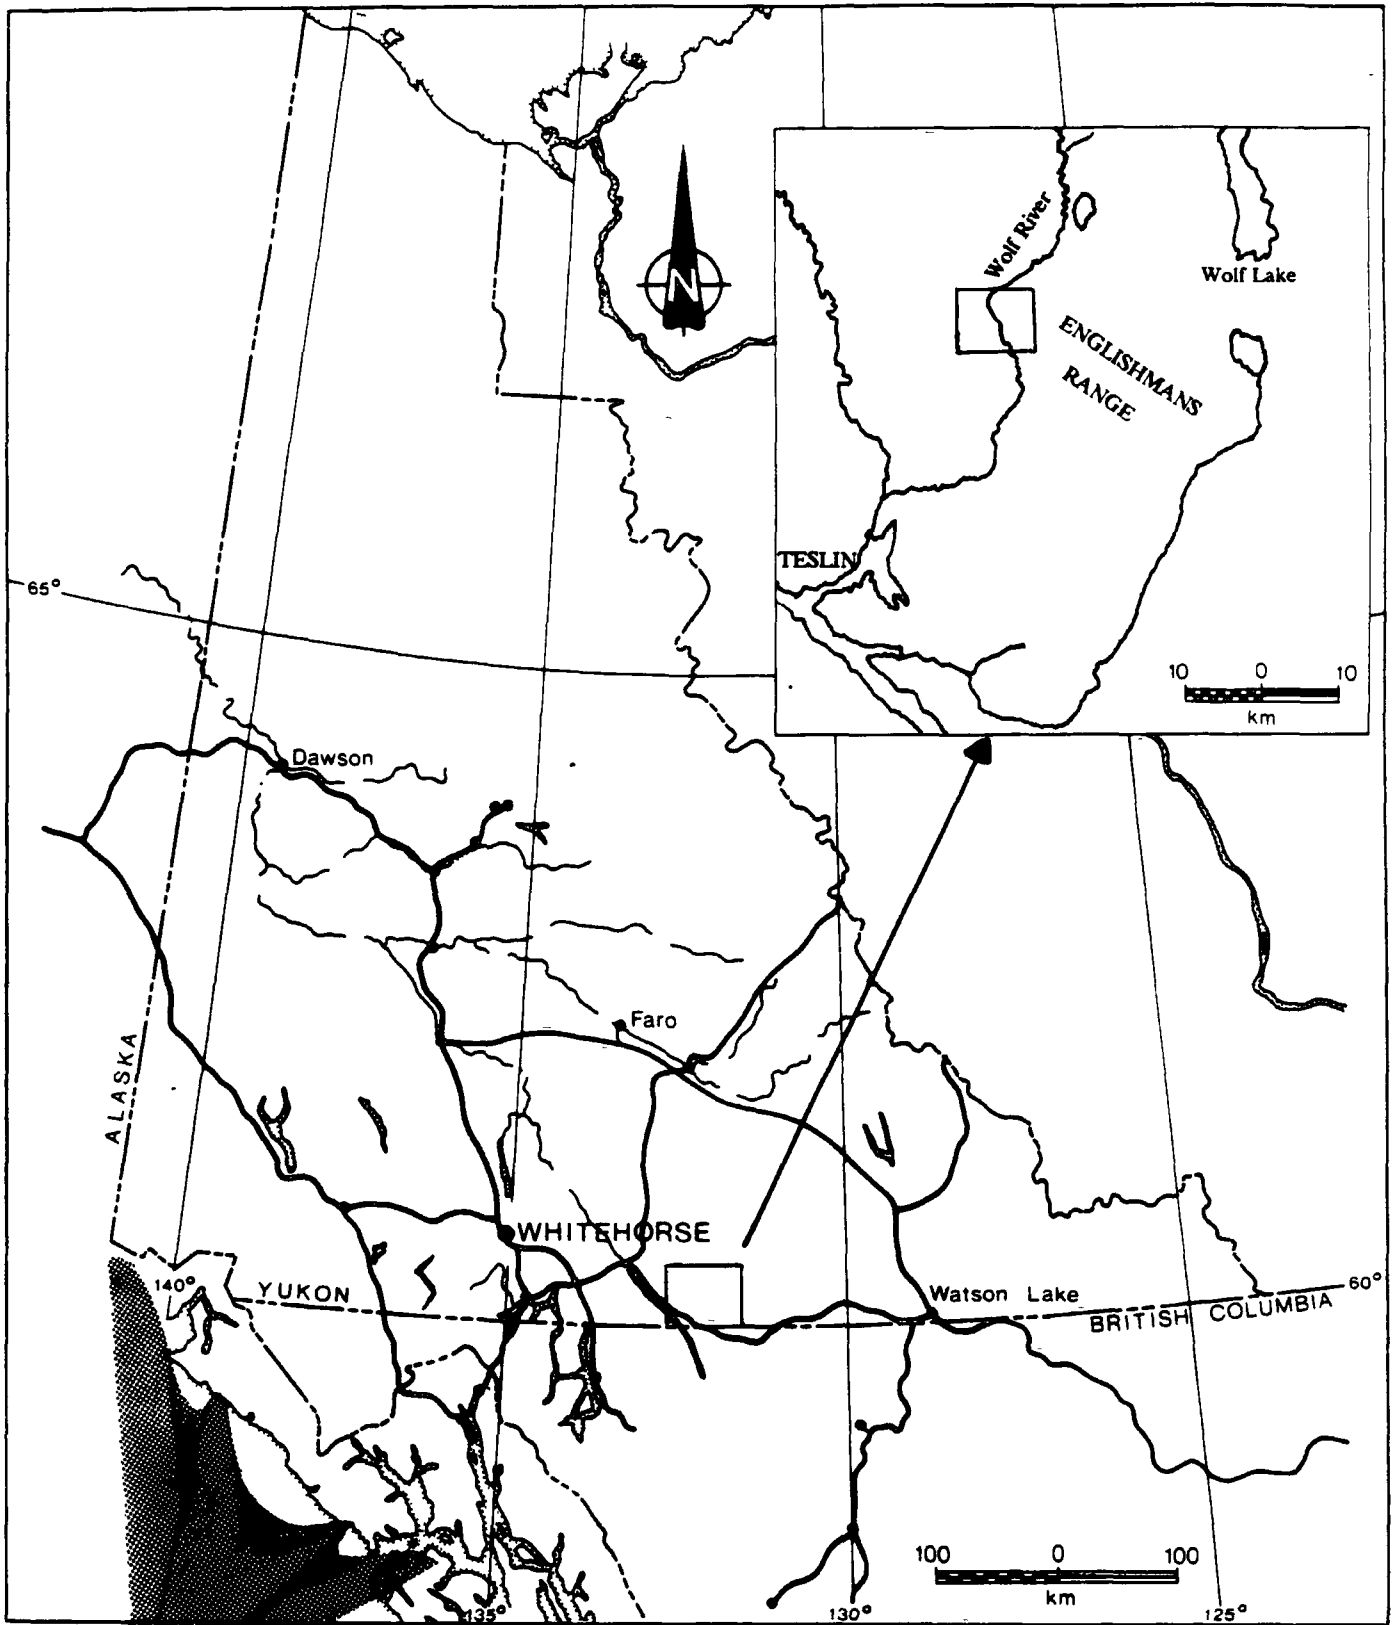 N
Wolf River
Wolf Lake
ENGLISHMANS
RANGE
TESLIN
10 0 10
km
65°
Dawson
Faro
ALASKA
WHITEHORSE
140°
YUKON
Watson Lake
60°
BRITISH COLUMBIA
100 0 100
km
135°
130°
125°